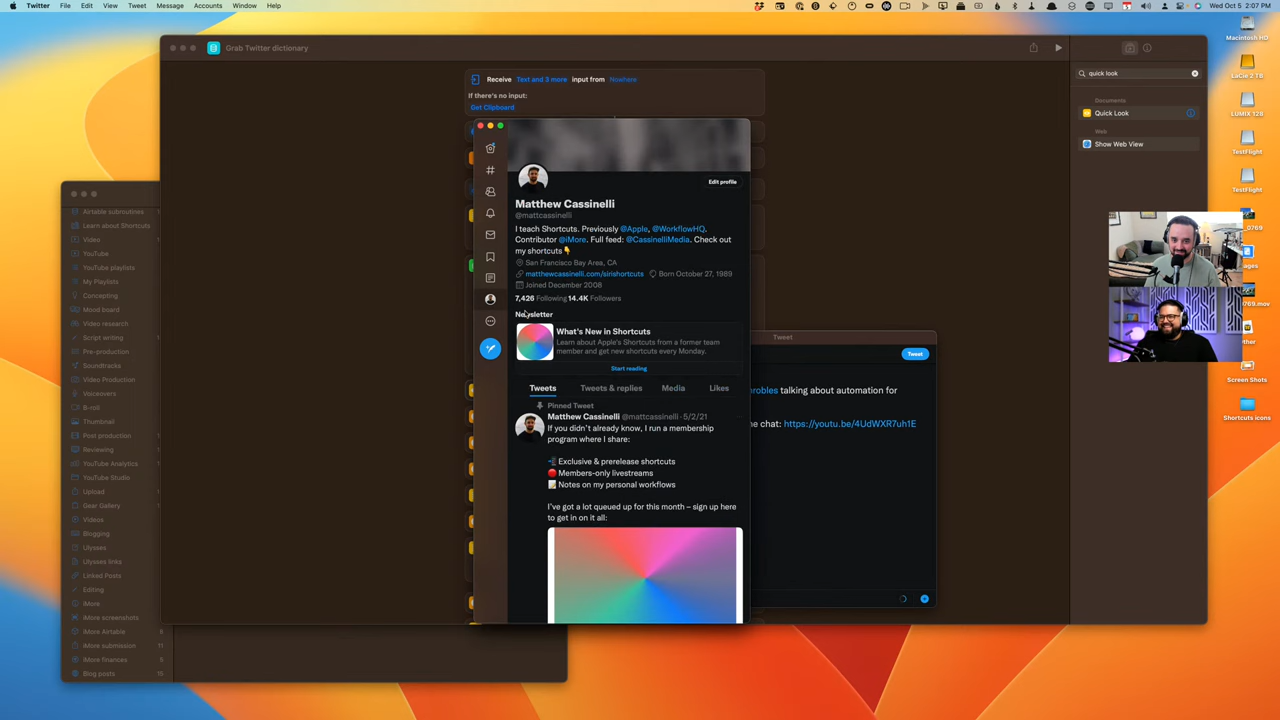 Twitter File Edit View Tweet Message Accounts Window Help
Wed Oct 5 2:07 PM
Grab Twitter dictionary
Receive Text and 3 more input from Nowhere
If there's no input:
Get Clipboard
quick look
Documents
Quick Look
Web
Show Web View
Macintosh HD
LaCie 2 TB
LUMIX 128
TestFlight
TestFlight
_0769
ages
0769.mov
ter
Screen Shots
Shortcuts icons
Airtable subroutines
Learn about Shortcuts
Video 6
YouTube
YouTube playlists
My Playlists
Concepting
Mood board
Video research
Script writing
Pre-production
Soundtracks
Video Production
Voiceovers
B-roll
Thumbnail
Post production
Reviewing
YouTube Analytics
YouTube Studio
Upload
Gear Gallery
Videos
Blogging
Ulysses
Ulysses links
Linked Posts
Editing
iMore
iMore screenshots
iMore Airtable 6
iMore submission 11
iMore finances 5
Blog posts 15
Edit profile
Matthew Cassinelli
@mattcassinelli
I teach Shortcuts. Previously @Apple, @WorkflowHQ.
Contributor @iMore. Full feed: @CassinelliMedia. Check out
my shortcuts👇
San Francisco Bay Area, CA
matthewcassinelli.com/sirishortcuts Born October 27, 1989
Joined December 2008
7,426 Following 14.4K Followers
Newsletter
What's New in Shortcuts
Learn about Apple's Shortcuts from a former team
member and get new shortcuts every Monday.
Start reading
Tweets Tweets & replies Media Likes
Pinned Tweet
Matthew Cassinelli @mattcassinelli · 5/2/21
If you didn't already know, I run a membership
program where I share:
📲 Exclusive & prerelease shortcuts
🔴 Members-only livestreams
📝 Notes on my personal workflows
I've got a lot queued up for this month – sign up here
to get in on it all:
Tweet
Tweet
robles talking about automation for
e chat: https://youtu.be/4UdWXR7uh1E